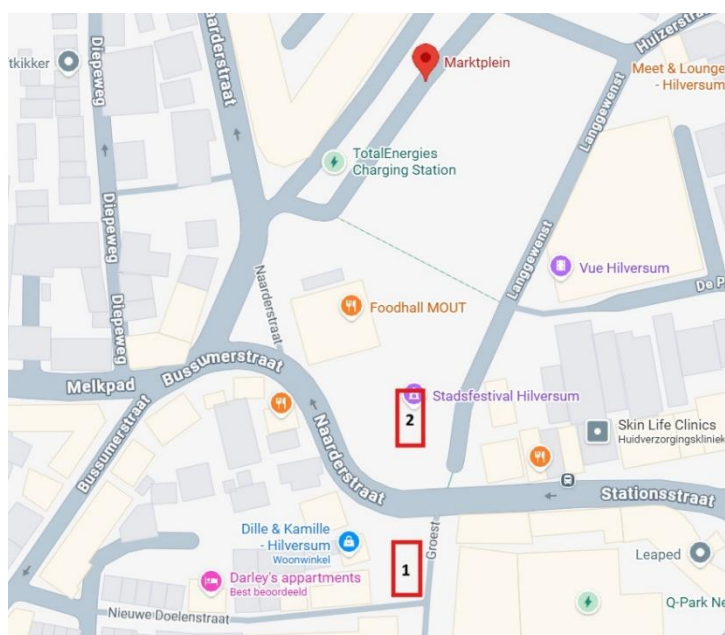 tkikker
Diepeweg
Diepeweg
Diepeweg
Naarderstraat
Marktplein
Huizerstraat
Meet & Lounge
- Hilversum
Langgewenst
TotalEnergies
Charging Station
Langgewenst
Vue Hilversum
De P
Naarderstraat
Foodhall MOUT
Melkpad
Bussumerstraat
Bussumerstraat
Stadsfestival Hilversum
2
Skin Life Clinics
Huidverzorgingskliniek
Naarderstraat
Stationsstraat
Dille & Kamille
- Hilversum
Woonwinkel
Groest
1
Leaped
Darley's appartments
Best beoordeeld
Nieuwe Doelenstraat
Q-Park Ne